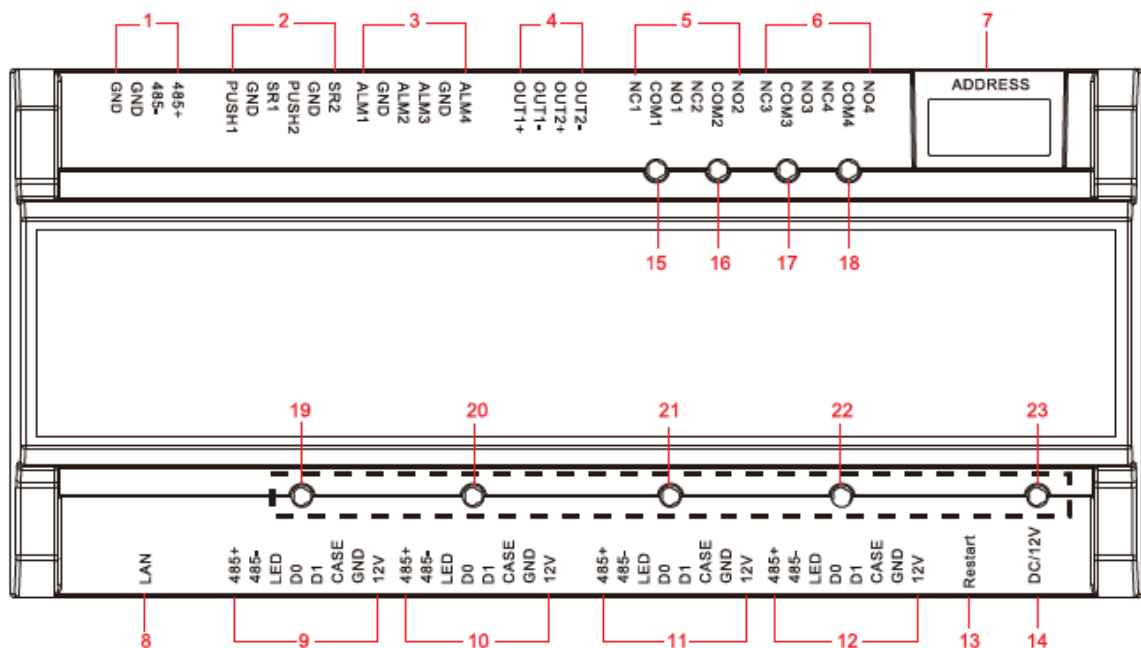 1 2 3 4 5 6 7
GND
GND
485-
485+
PUSH1
GND
SR1
PUSH2
GND
SR2
ALM1
GND
ALM2
ALM3
GND
ALM4
OUT1+
OUT1-
OUT2+
OUT2-
NC1
COM1
NO1
NC2
COM2
NO2
NC3
COM3
NO3
NC4
COM4
NO4
ADDRESS
15 16 17 18
19 20 21 22 23
LAN
485+
485-
LED
D0
D1
CASE
GND
12V
485+
485-
LED
D0
D1
CASE
GND
12V
485+
485-
LED
D0
D1
CASE
GND
12V
485+
485-
LED
D0
D1
CASE
GND
12V
Restart
DC/12V
8 9 10 11 12 13 14